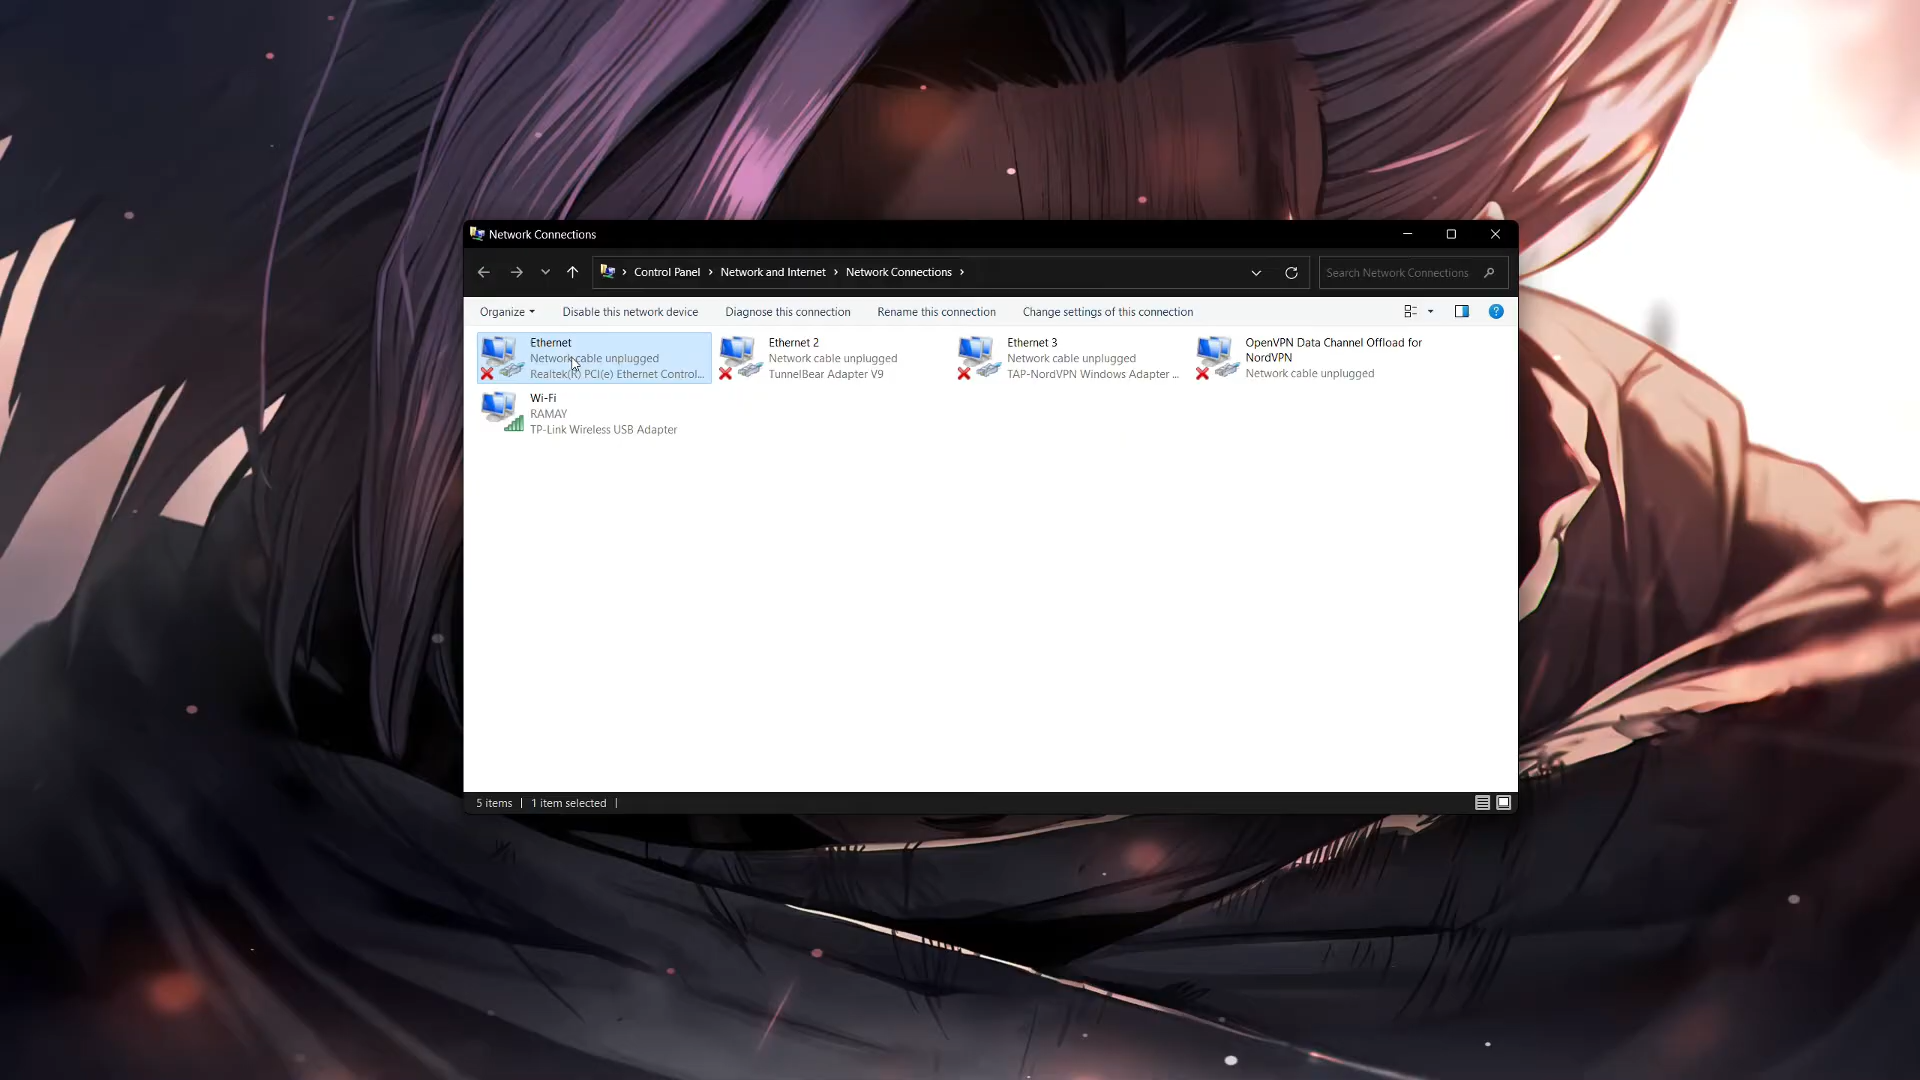 Network Connections
Control Panel > Network and Internet > Network Connections >
Search Network Connections
Organize
Disable this network device
Diagnose this connection
Rename this connection
Change settings of this connection
Ethernet
Network cable unplugged
Realtek(R) PCI(e) Ethernet Control...
Ethernet 2
Network cable unplugged
TunnelBear Adapter V9
Ethernet 3
Network cable unplugged
TAP-NordVPN Windows Adapter ...
OpenVPN Data Channel Offload for
NordVPN
Network cable unplugged
Wi-Fi
RAMAY
TP-Link Wireless USB Adapter
5 items | 1 item selected |